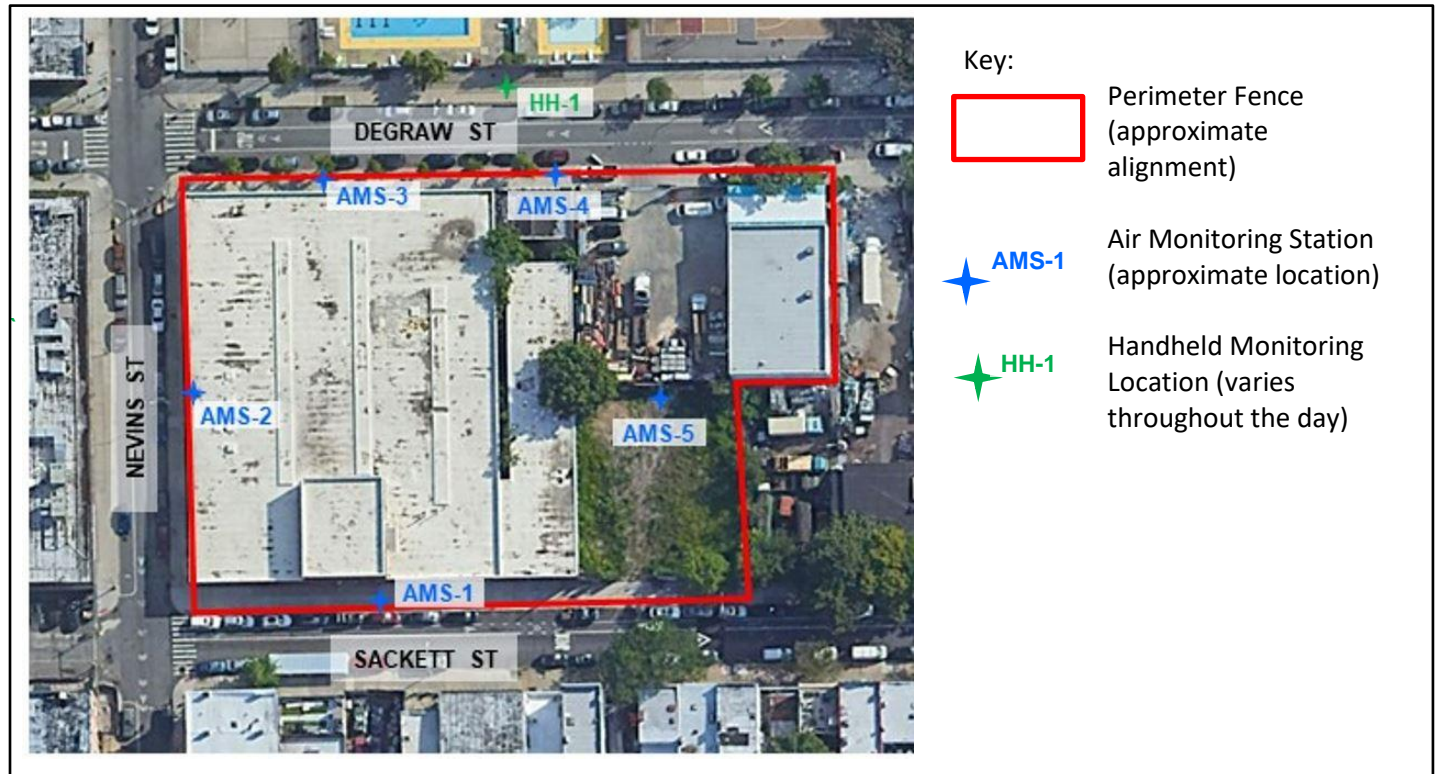 HH-1
DEGRAW ST
AMS-3
AMS-4
NEVINS ST
AMS-2
AMS-5
AMS-1
SACKETT ST
Key:
Perimeter Fence
(approximate
alignment)
AMS-1
Air Monitoring Station
(approximate location)
HH-1
Handheld Monitoring
Location (varies
throughout the day)